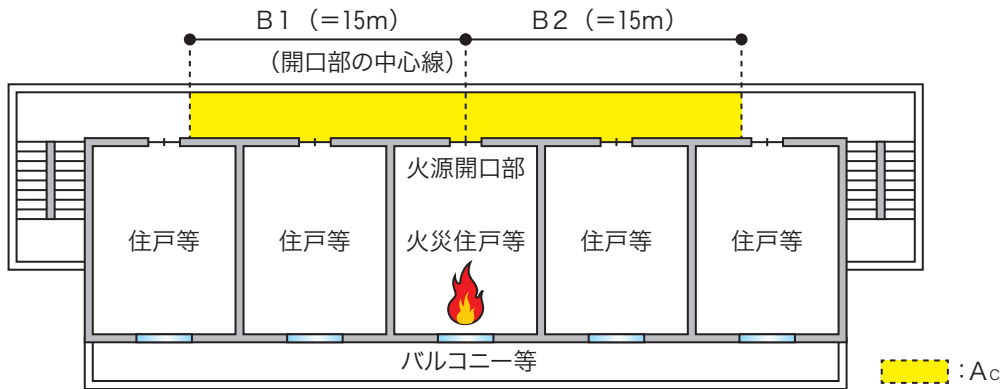 B1（=15m） B2（=15m）
（開口部の中心線）
火源開口部
住戸等 住戸等 火災住戸等 住戸等 住戸等
バルコニー等
：Ac